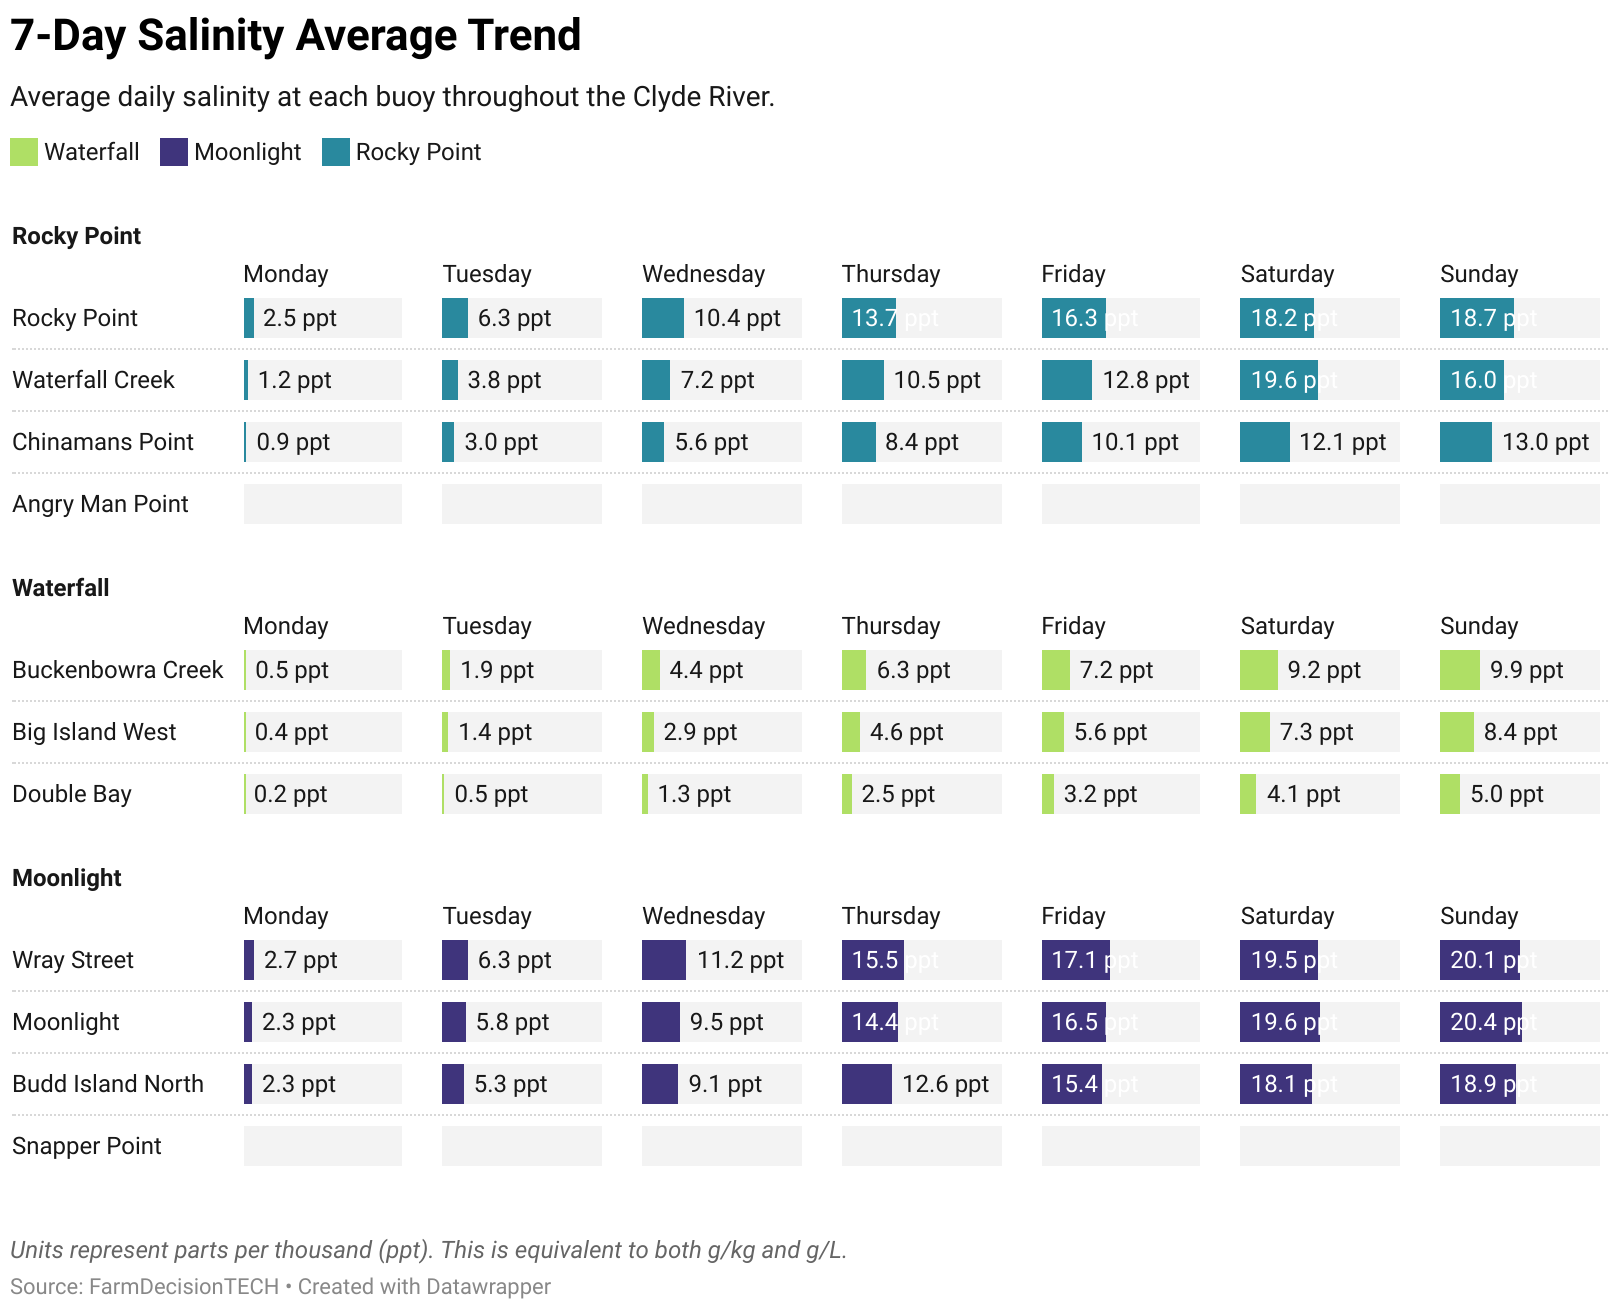 7-Day Salinity Average Trend
Average daily salinity at each buoy throughout the Clyde River.
Waterfall Moonlight Rocky Point
Rocky Point
Monday Tuesday Wednesday Thursday Friday Saturday Sunday
Rocky Point 2.5 ppt 6.3 ppt 10.4 ppt 13.7 ppt 16.3 ppt 18.2 ppt 18.7 ppt
Waterfall Creek 1.2 ppt 3.8 ppt 7.2 ppt 10.5 ppt 12.8 ppt 19.6 ppt 16.0 ppt
Chinamans Point 0.9 ppt 3.0 ppt 5.6 ppt 8.4 ppt 10.1 ppt 12.1 ppt 13.0 ppt
Angry Man Point
Waterfall
Monday Tuesday Wednesday Thursday Friday Saturday Sunday
Buckenbowra Creek 0.5 ppt 1.9 ppt 4.4 ppt 6.3 ppt 7.2 ppt 9.2 ppt 9.9 ppt
Big Island West 0.4 ppt 1.4 ppt 2.9 ppt 4.6 ppt 5.6 ppt 7.3 ppt 8.4 ppt
Double Bay 0.2 ppt 0.5 ppt 1.3 ppt 2.5 ppt 3.2 ppt 4.1 ppt 5.0 ppt
Moonlight
Monday Tuesday Wednesday Thursday Friday Saturday Sunday
Wray Street 2.7 ppt 6.3 ppt 11.2 ppt 15.5 ppt 17.1 ppt 19.5 ppt 20.1 ppt
Moonlight 2.3 ppt 5.8 ppt 9.5 ppt 14.4 ppt 16.5 ppt 19.6 ppt 20.4 ppt
Budd Island North 2.3 ppt 5.3 ppt 9.1 ppt 12.6 ppt 15.4 ppt 18.1 ppt 18.9 ppt
Snapper Point
Units represent parts per thousand (ppt). This is equivalent to both g/kg and g/L.
Source: FarmDecisionTECH • Created with Datawrapper